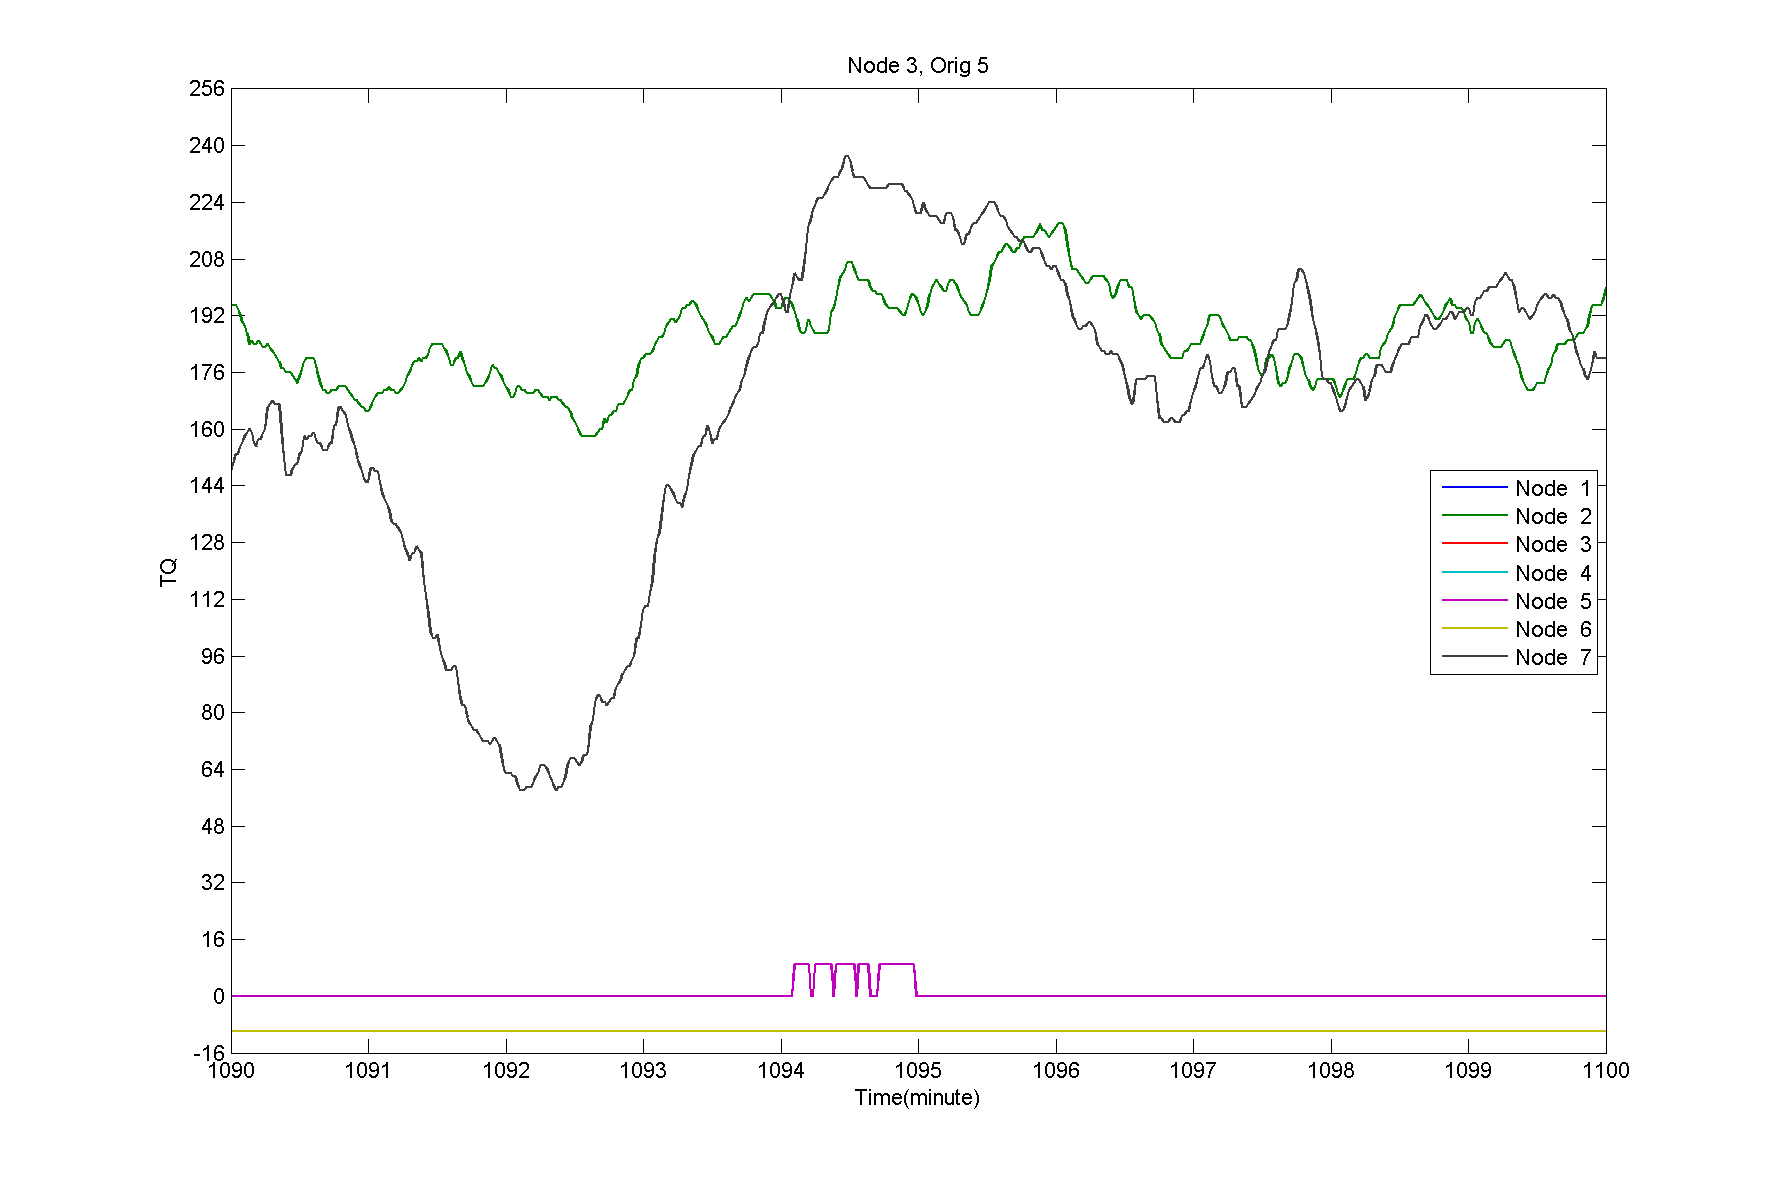 Node 3, Orig 5
256
240
224
208
192
176
160
144
128
112
96
80
64
48
32
16
0
-16
TQ
Node 1
Node 2
Node 3
Node 4
Node 5
Node 6
Node 7
1090 1091 1092 1093 1094 1095 1096 1097 1098 1099 1100
Time(minute)